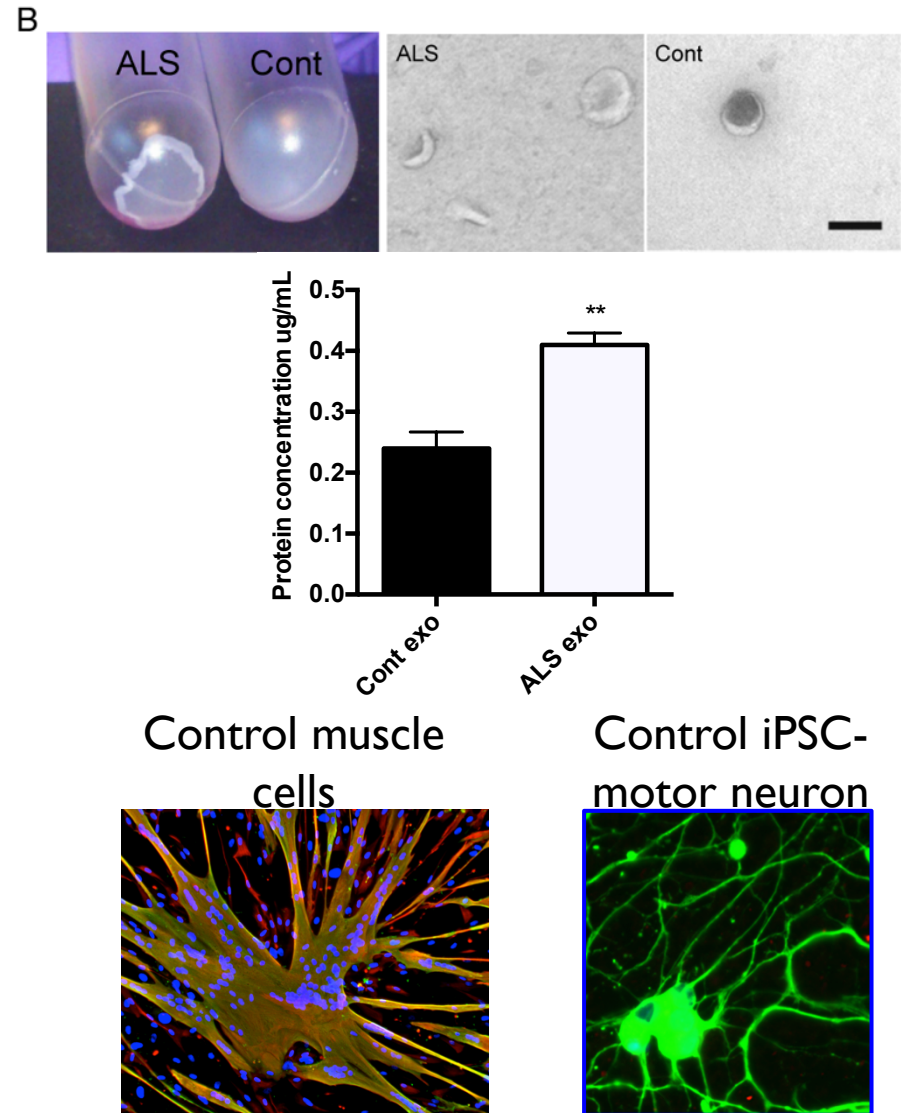 B
ALS Cont
ALS
Cont
Protein concentration ug/mL
0.5
**
0.4
0.3
0.2
0.1
0.0
Cont exo
ALS exo
Control muscle
cells
Control iPSC-
motor neuron